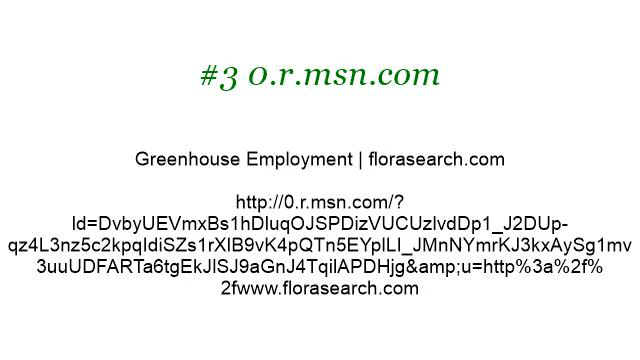 #3 0.r.msn.com
Greenhouse Employment | florasearch.com
http://0.r.msn.com/?
ld=DvbyUEVmxBs1hDluqOJSPDizVUCUzlvdDp1_J2DUp-
qz4L3nz5c2kpqIdiSZs1rXlB9vK4pQTn5EYplLI_JMnNYmrKJ3kxAySg1mv
3uuUDFARTa6tgEkJlSJ9aGnJ4TqilAPDHjg&amp;u=http%3a%2f%
2fwww.florasearch.com